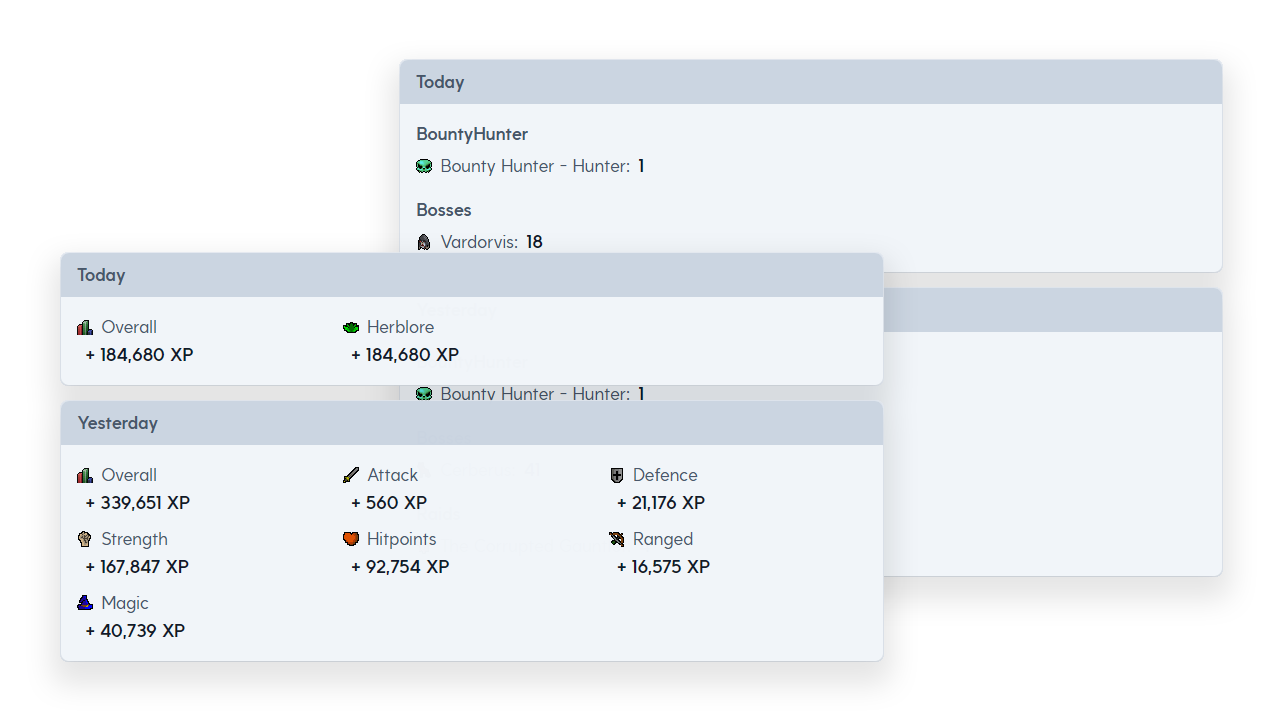 Today
BountyHunter
Bounty Hunter - Hunter: 1
Bosses
Vardorvis: 18
Bounty Hunter - Hunter: 1
Today
Overall
+ 184,680 XP
Herblore
+ 184,680 XP
Yesterday
Overall
+ 339,651 XP
Attack
+ 560 XP
Defence
+ 21,176 XP
Strength
+ 167,847 XP
Hitpoints
+ 92,754 XP
Ranged
+ 16,575 XP
Magic
+ 40,739 XP